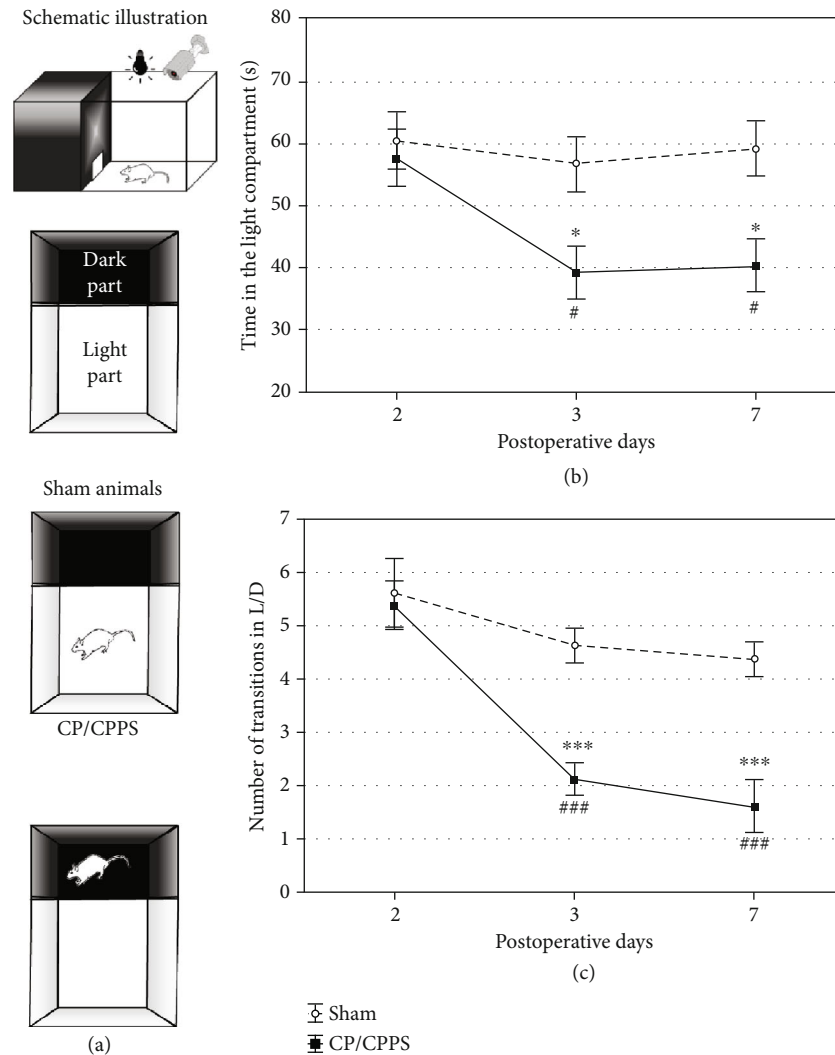 Schematic illustration
Dark
part
Light
part
Sham animals
CP/CPPS
(a)
80
70
60
50
40
30
20
Time in the light compartment (s)
*
#
*
#
2
3
7
Postoperative days
(b)
7
6
5
4
3
2
1
0
Number of transitions in L/D
***
###
***
###
2
3
7
Postoperative days
(c)
Sham
CP/CPPS